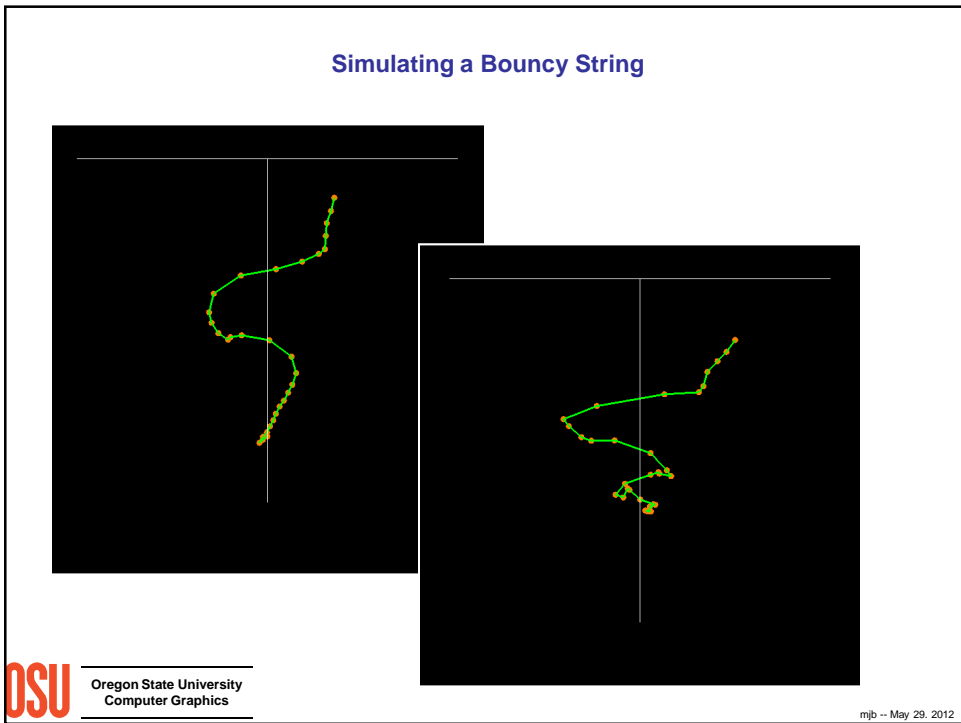 Simulating a Bouncy String
OSU
Oregon State University
Computer Graphics
mjb -- May 29. 2012